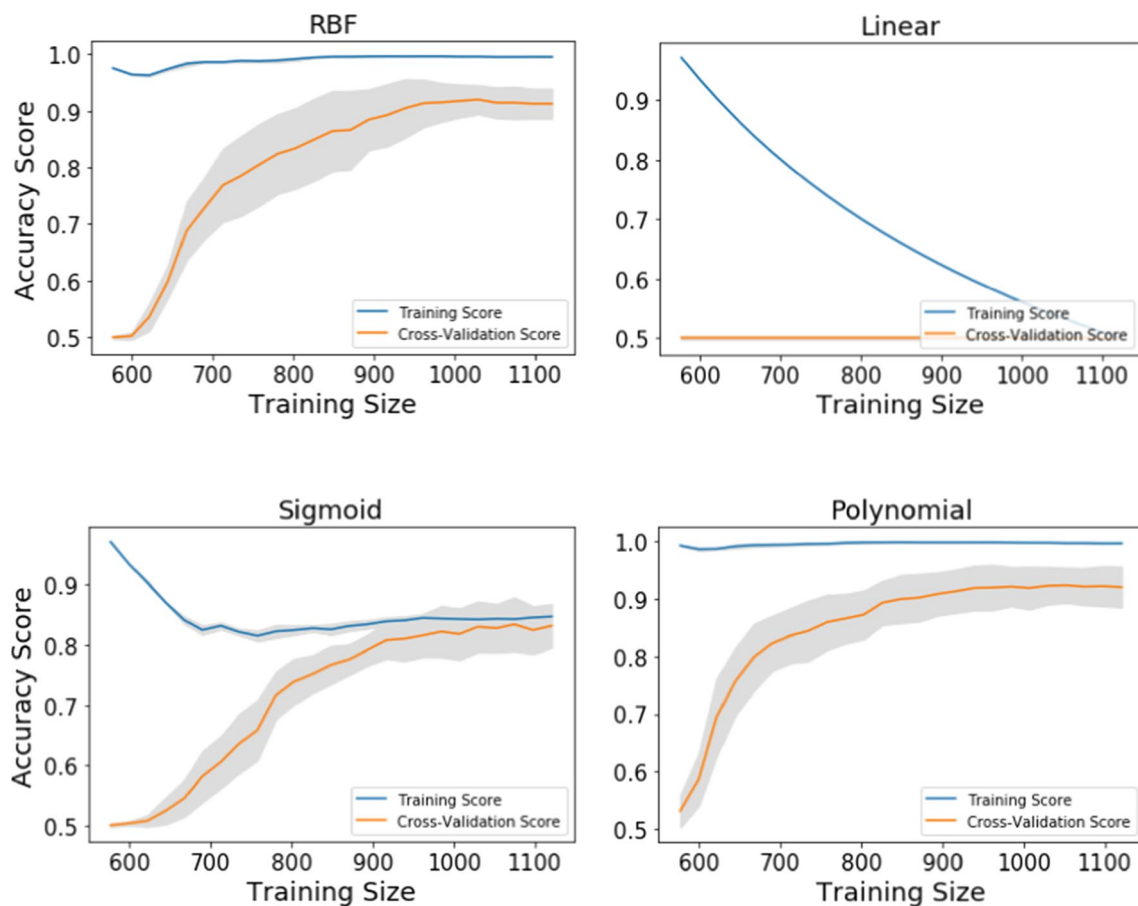 RBF
1.0
0.9
0.8
0.7
0.6
0.5
Accuracy Score
Training Score
Cross-Validation Score
600 700 800 900 1000 1100
Training Size
Linear
0.9
0.8
0.7
0.6
0.5
Training Score
Cross-Validation Score
600 700 800 900 1000 1100
Training Size
Sigmoid
0.9
0.8
0.7
0.6
0.5
Accuracy Score
Training Score
Cross-Validation Score
600 700 800 900 1000 1100
Training Size
Polynomial
1.0
0.9
0.8
0.7
0.6
0.5
Training Score
Cross-Validation Score
600 700 800 900 1000 1100
Training Size